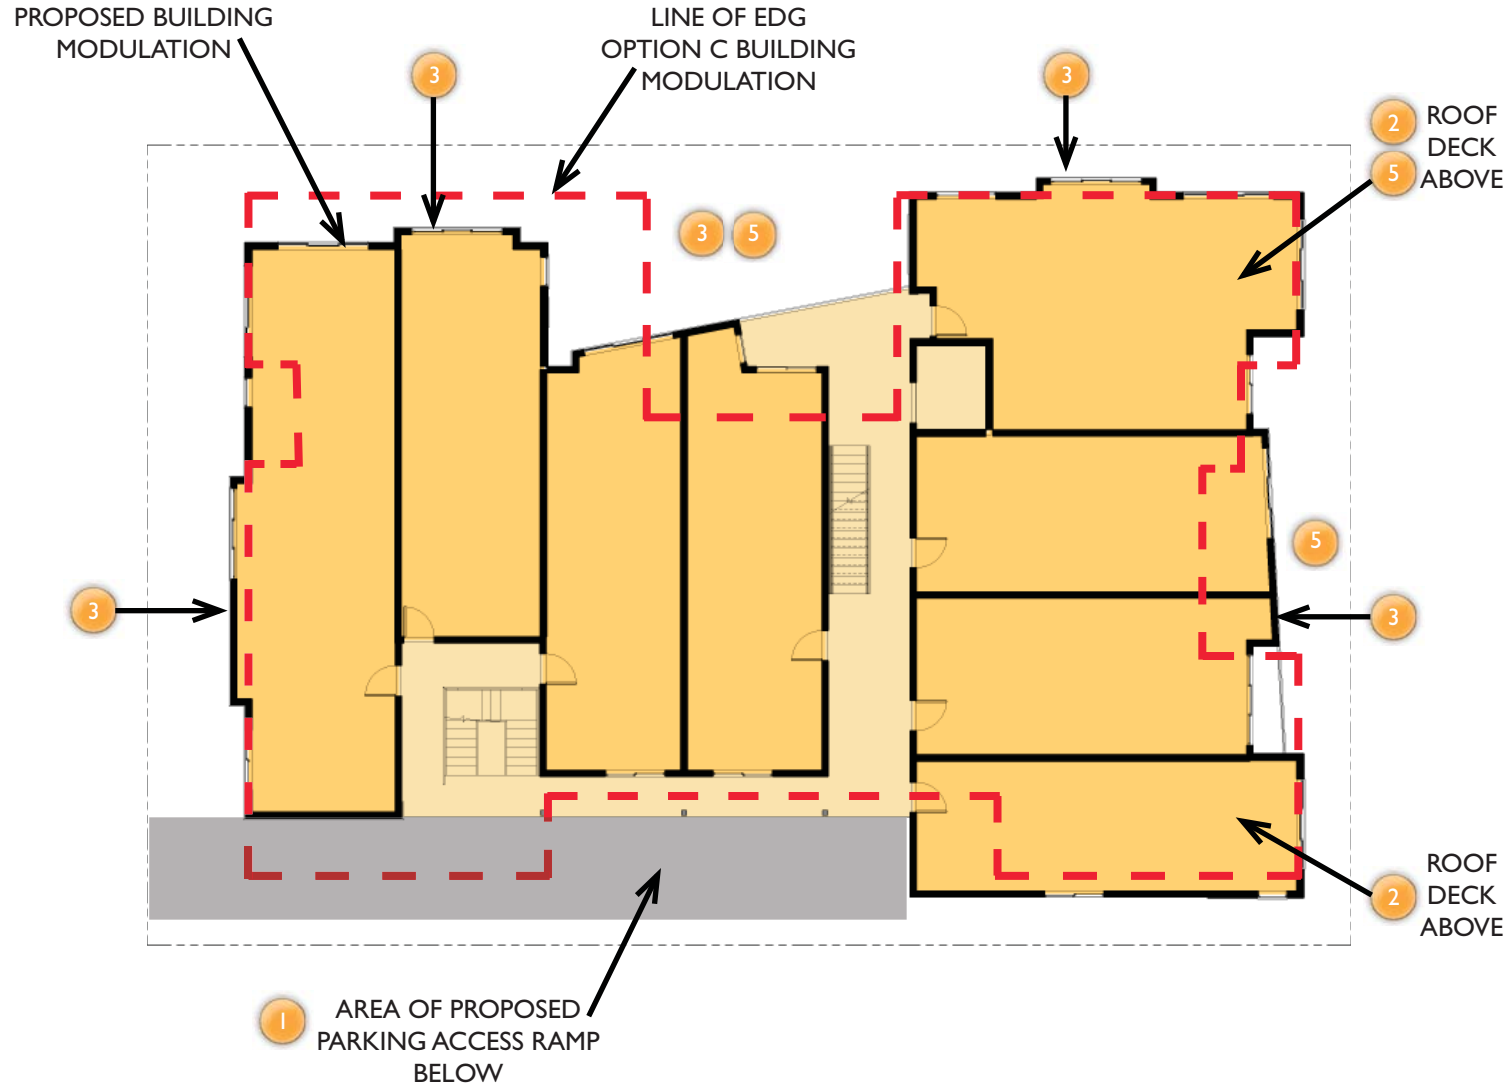 PROPOSED BUILDING
MODULATION
LINE OF EDG
OPTION C BUILDING
MODULATION
3
3
2
5
ROOF
DECK
ABOVE
3
5
5
3
3
2
ROOF
DECK
ABOVE
1
AREA OF PROPOSED
PARKING ACCESS RAMP
BELOW